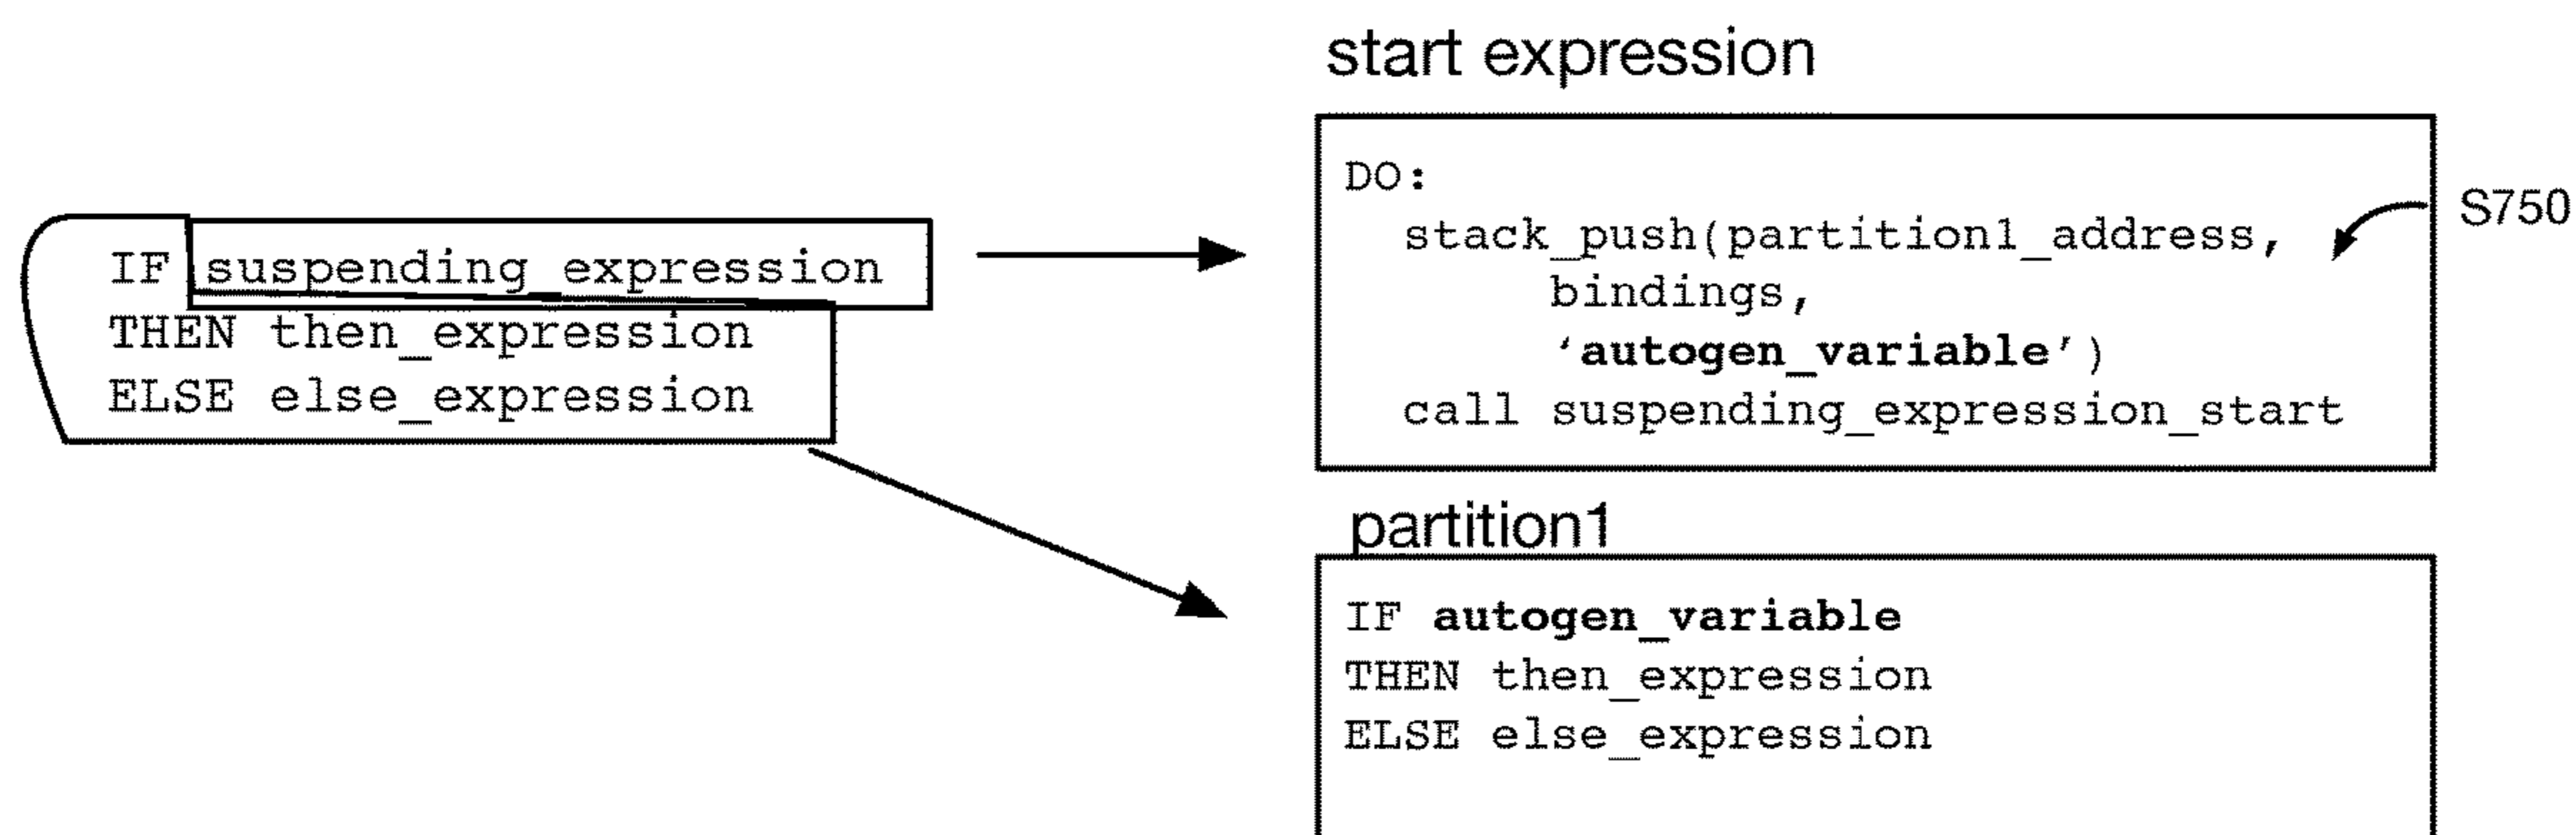 IF suspending_expression
THEN then_expression
ELSE else_expression
start expression
DO:
stack_push(partition1_address,
bindings,
‘autogen_variable’)
call suspending_expression_start
S750
partition1
IF autogen_variable
THEN then_expression
ELSE else_expression